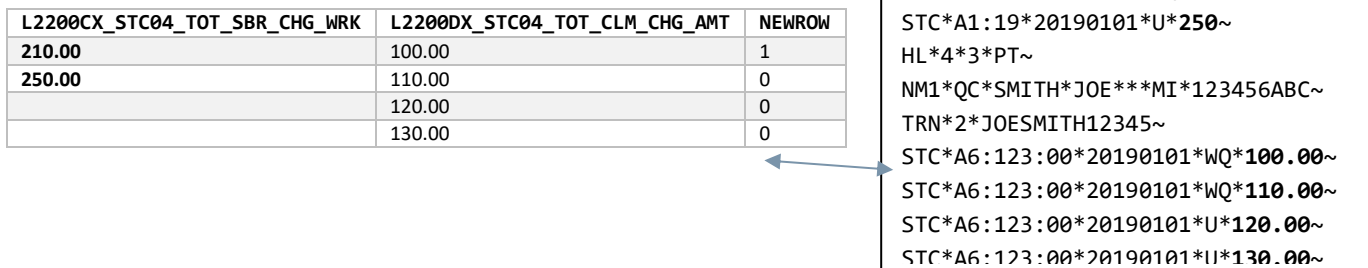 L2200CX_STC04_TOT_SBR_CHG_WRK L2200DX_STC04_TOT_CLM_CHG_AMT NEWROW
210.00 100.00 1
250.00 110.00 0
120.00 0
130.00 0
STC*A1:19*20190101*U*250~
HL*4*3*PT~
NM1*QC*SMITH*JOE***MI*123456ABC~
TRN*2*JOESMITH12345~
STC*A6:123:00*20190101*WQ*100.00~
STC*A6:123:00*20190101*WQ*110.00~
STC*A6:123:00*20190101*U*120.00~
STC*A6:123:00*20190101*U*130.00~